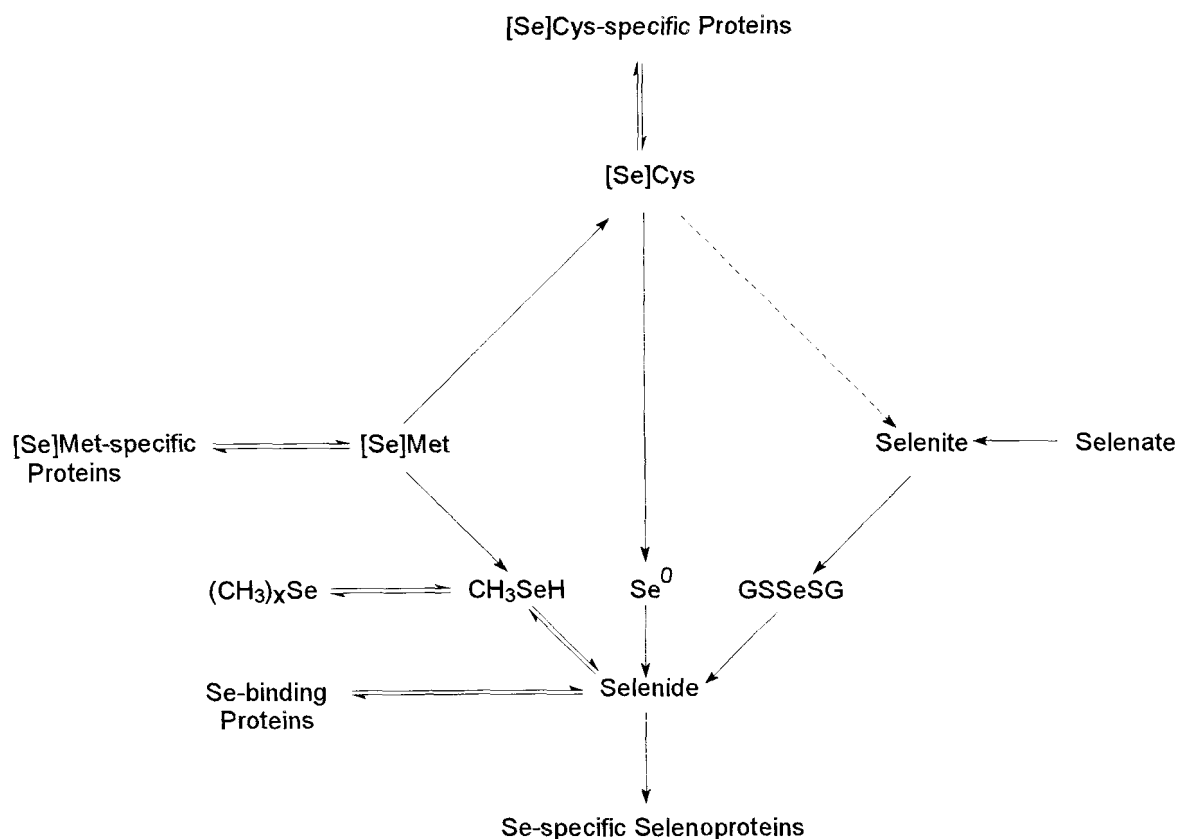 [Se]Cys-specific Proteins
[Se]Cys
[Se]Met-specific
Proteins
[Se]Met
Selenite
Selenate
(CH₃)ₓSe
CH₃SeH
Se⁰
GSSeSG
Se-binding
Proteins
Selenide
Se-specific Selenoproteins